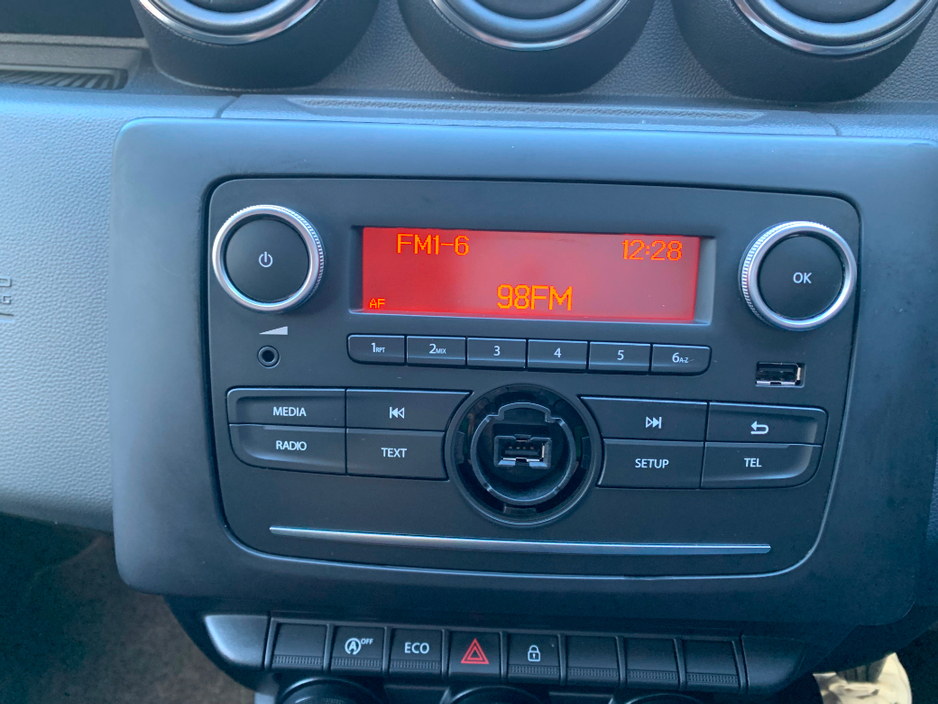 FM1-6 12:28
AF 98FM
OK
1RPT 2MIX 3 4 5 6A-Z
MEDIA
RADIO TEXT SETUP TEL
A OFF ECO